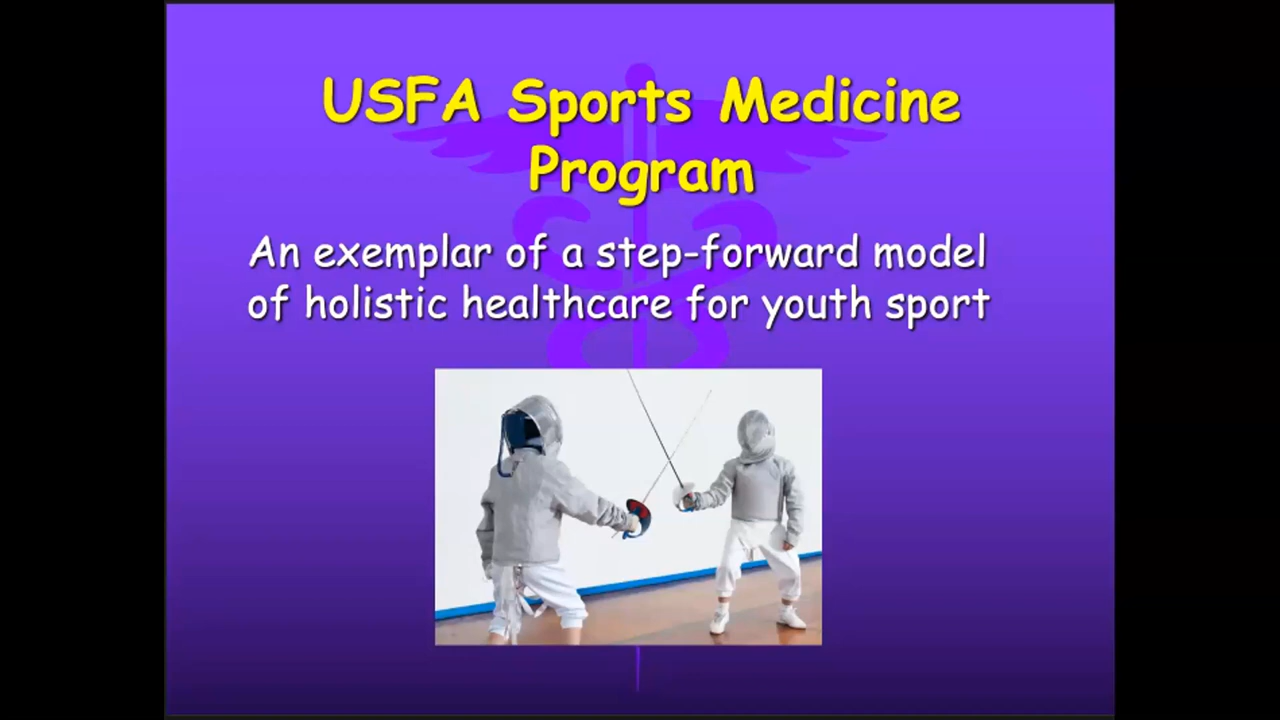 USFA Sports Medicine
Program
An exemplar of a step-forward model
of holistic healthcare for youth sport